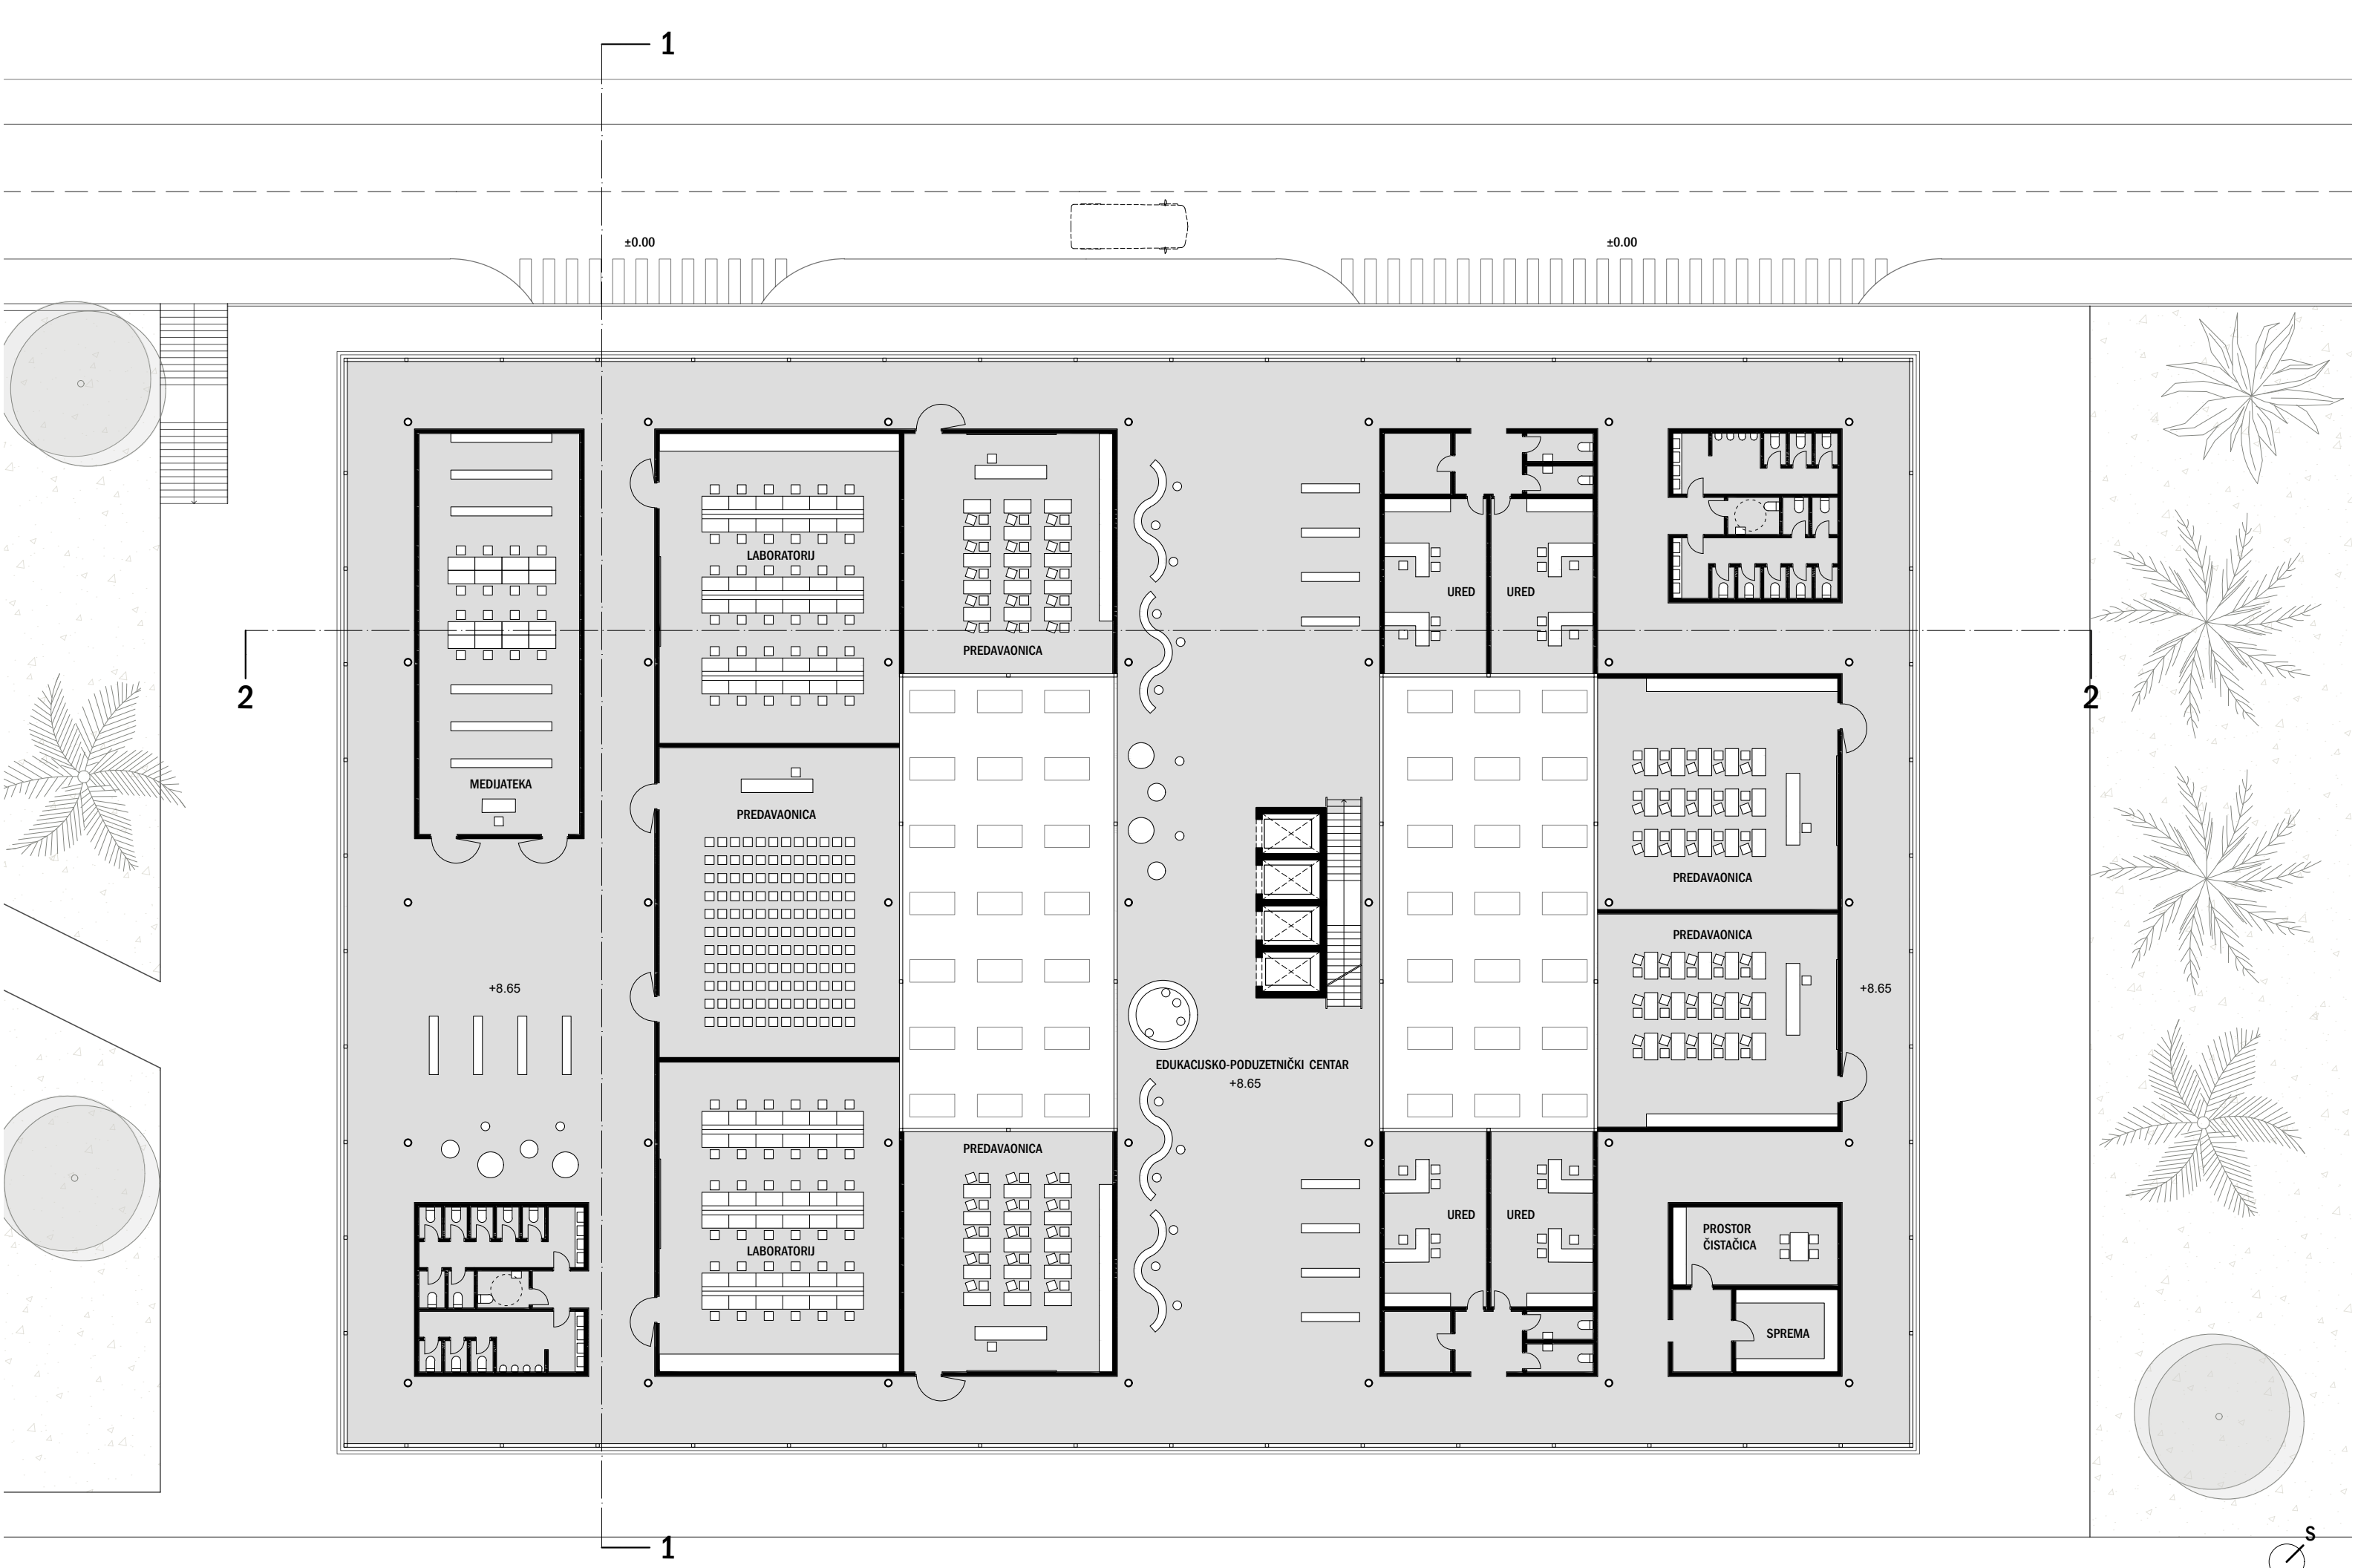 1
±0.00
±0.00
LABORATORIJ
URED
URED
PREDAVAONICA
2
2
MEDIJATEKA
PREDAVAONICA
PREDAVAONICA
PREDAVAONICA
+8.65
+8.65
EDUKACIJSKO-PODUZETNIČKI CENTAR
+8.65
PREDAVAONICA
URED
URED
PROSTOR
ČISTAČICA
LABORATORIJ
SPREMA
1
S